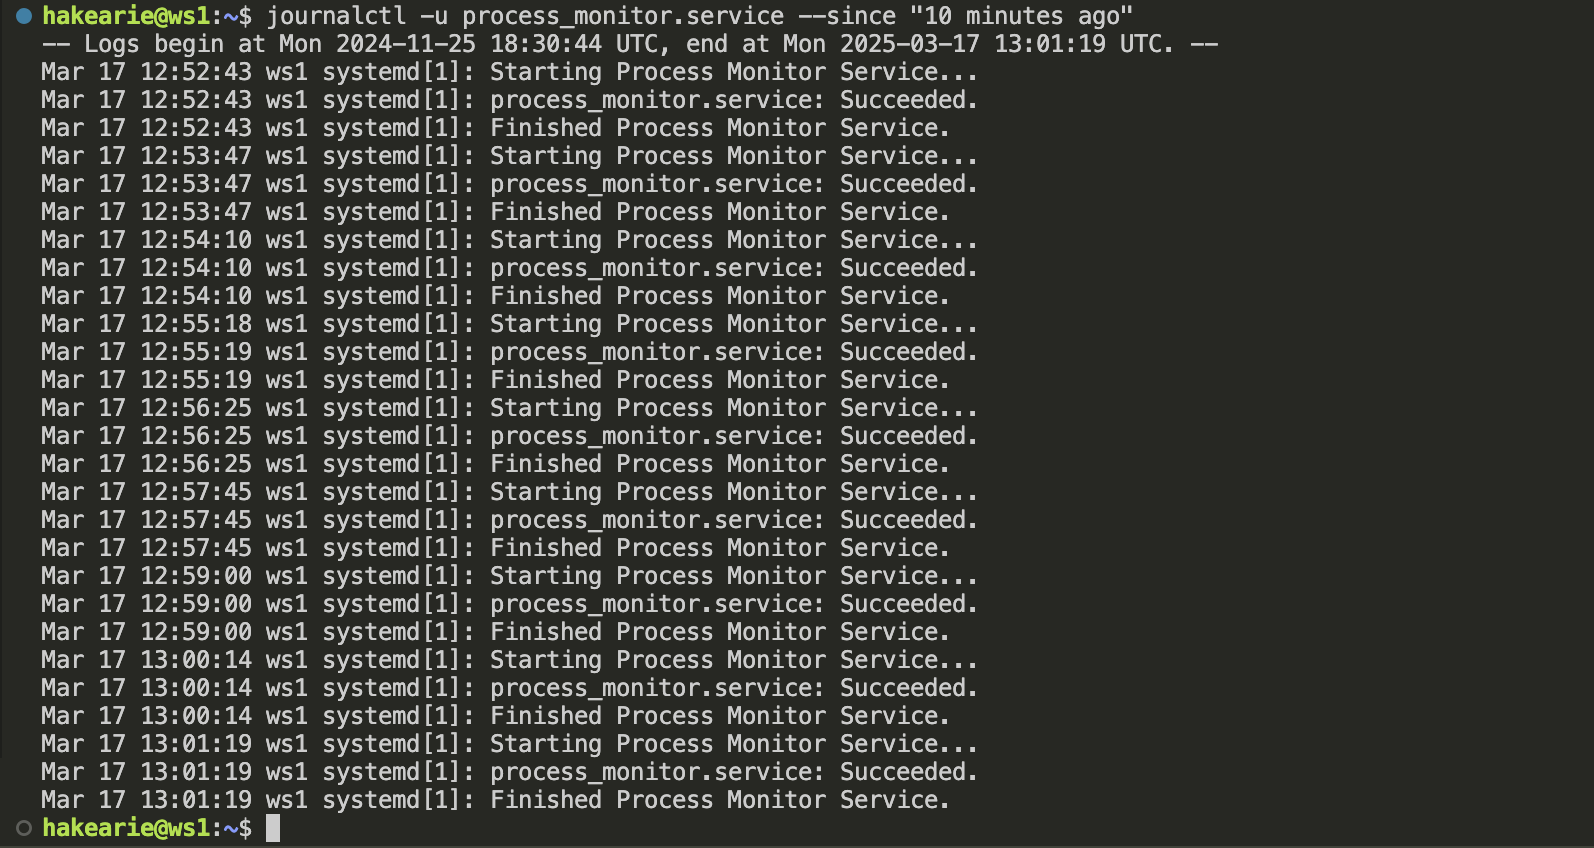 hakearie@ws1:~$ journalctl -u process_monitor.service --since "10 minutes ago"
-- Logs begin at Mon 2024-11-25 18:30:44 UTC, end at Mon 2025-03-17 13:01:19 UTC. --
Mar 17 12:52:43 ws1 systemd[1]: Starting Process Monitor Service...
Mar 17 12:52:43 ws1 systemd[1]: process_monitor.service: Succeeded.
Mar 17 12:52:43 ws1 systemd[1]: Finished Process Monitor Service.
Mar 17 12:53:47 ws1 systemd[1]: Starting Process Monitor Service...
Mar 17 12:53:47 ws1 systemd[1]: process_monitor.service: Succeeded.
Mar 17 12:53:47 ws1 systemd[1]: Finished Process Monitor Service.
Mar 17 12:54:10 ws1 systemd[1]: Starting Process Monitor Service...
Mar 17 12:54:10 ws1 systemd[1]: process_monitor.service: Succeeded.
Mar 17 12:54:10 ws1 systemd[1]: Finished Process Monitor Service.
Mar 17 12:55:18 ws1 systemd[1]: Starting Process Monitor Service...
Mar 17 12:55:19 ws1 systemd[1]: process_monitor.service: Succeeded.
Mar 17 12:55:19 ws1 systemd[1]: Finished Process Monitor Service.
Mar 17 12:56:25 ws1 systemd[1]: Starting Process Monitor Service...
Mar 17 12:56:25 ws1 systemd[1]: process_monitor.service: Succeeded.
Mar 17 12:56:25 ws1 systemd[1]: Finished Process Monitor Service.
Mar 17 12:57:45 ws1 systemd[1]: Starting Process Monitor Service...
Mar 17 12:57:45 ws1 systemd[1]: process_monitor.service: Succeeded.
Mar 17 12:57:45 ws1 systemd[1]: Finished Process Monitor Service.
Mar 17 12:59:00 ws1 systemd[1]: Starting Process Monitor Service...
Mar 17 12:59:00 ws1 systemd[1]: process_monitor.service: Succeeded.
Mar 17 12:59:00 ws1 systemd[1]: Finished Process Monitor Service.
Mar 17 13:00:14 ws1 systemd[1]: Starting Process Monitor Service...
Mar 17 13:00:14 ws1 systemd[1]: process_monitor.service: Succeeded.
Mar 17 13:00:14 ws1 systemd[1]: Finished Process Monitor Service.
Mar 17 13:01:19 ws1 systemd[1]: Starting Process Monitor Service...
Mar 17 13:01:19 ws1 systemd[1]: process_monitor.service: Succeeded.
Mar 17 13:01:19 ws1 systemd[1]: Finished Process Monitor Service.
hakearie@ws1:~$